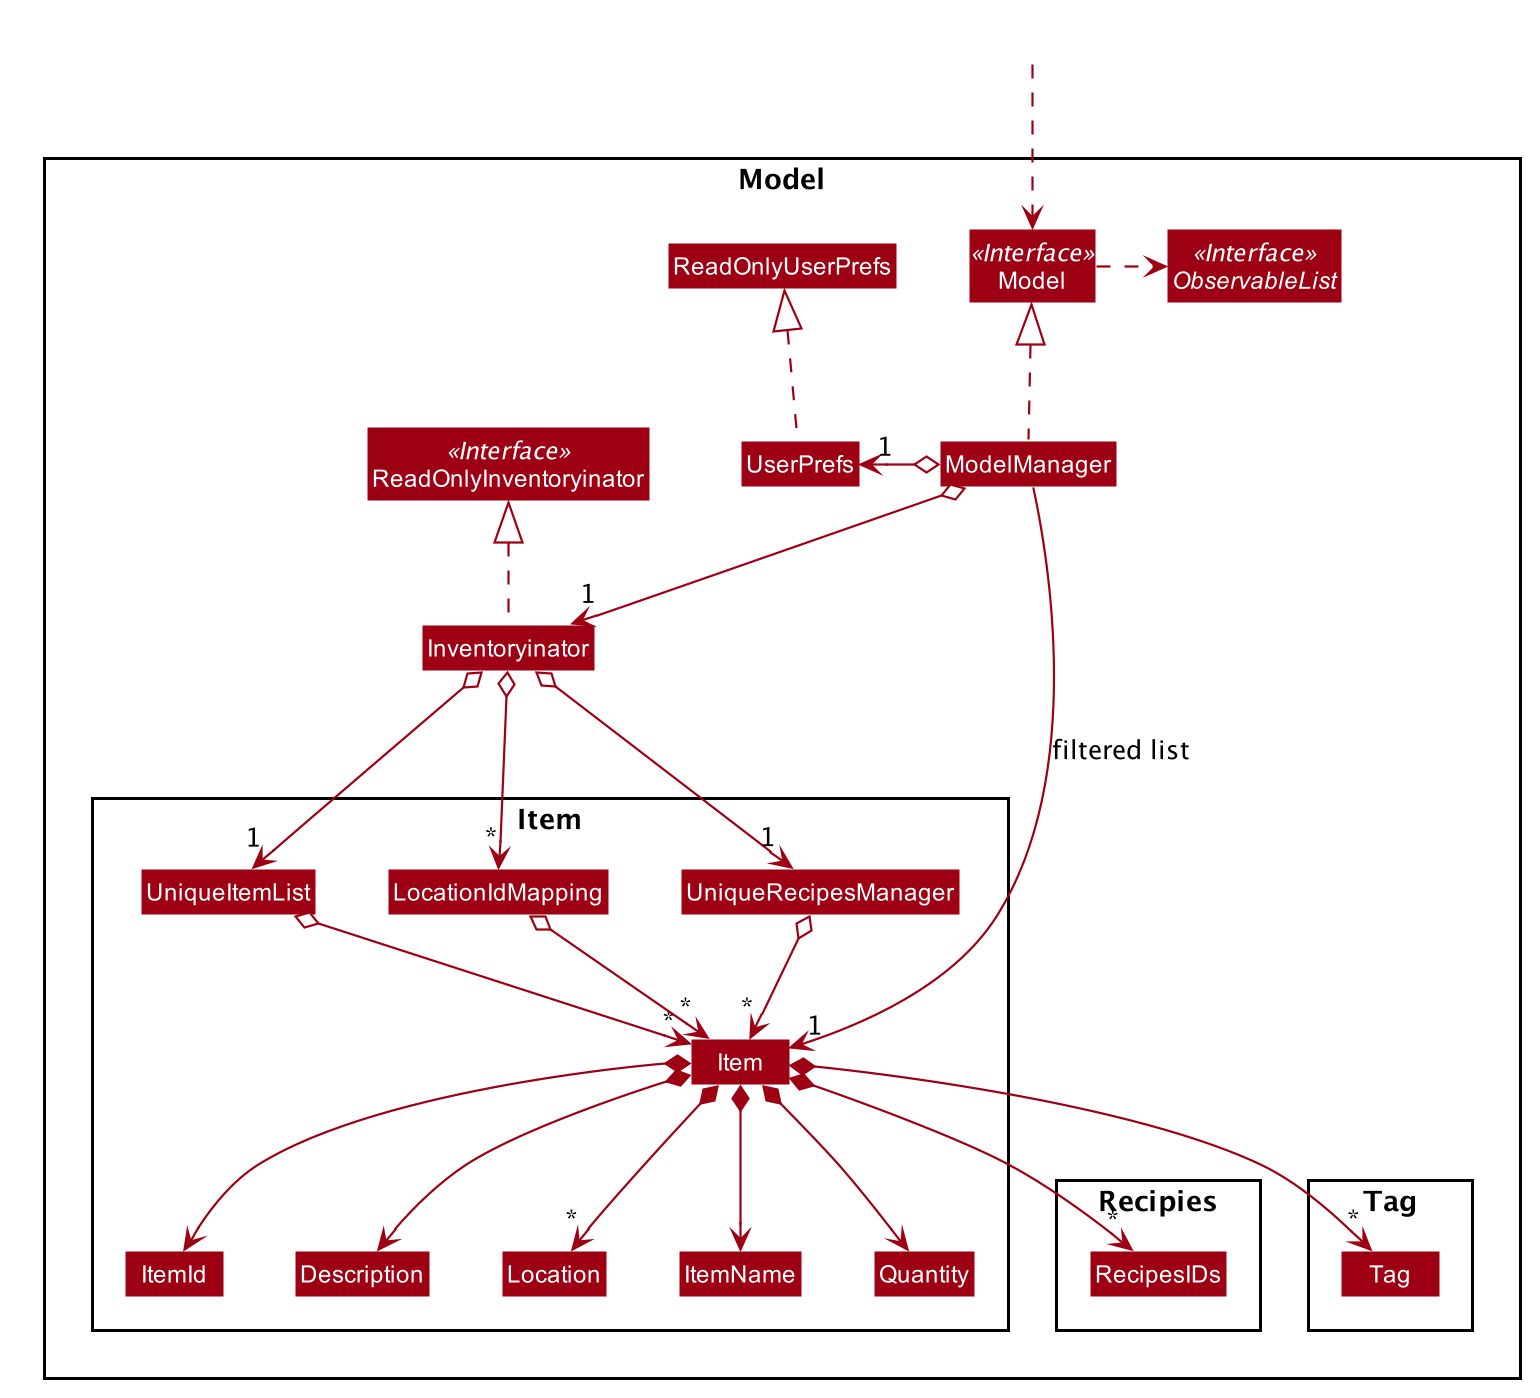 Model
ReadOnlyUserPrefs
«Interface»
Model
«Interface»
ObservableList
«Interface»
ReadOnlyInventoryinator
UserPrefs
1
ModelManager
1
Inventoryinator
filtered list
Item
1
*
1
UniqueItemList
LocationIdMapping
UniqueRecipesManager
*
*
*
1
Item
Recipies
Tag
*
*
*
ItemId
Description
Location
ItemName
Quantity
RecipesIDs
Tag